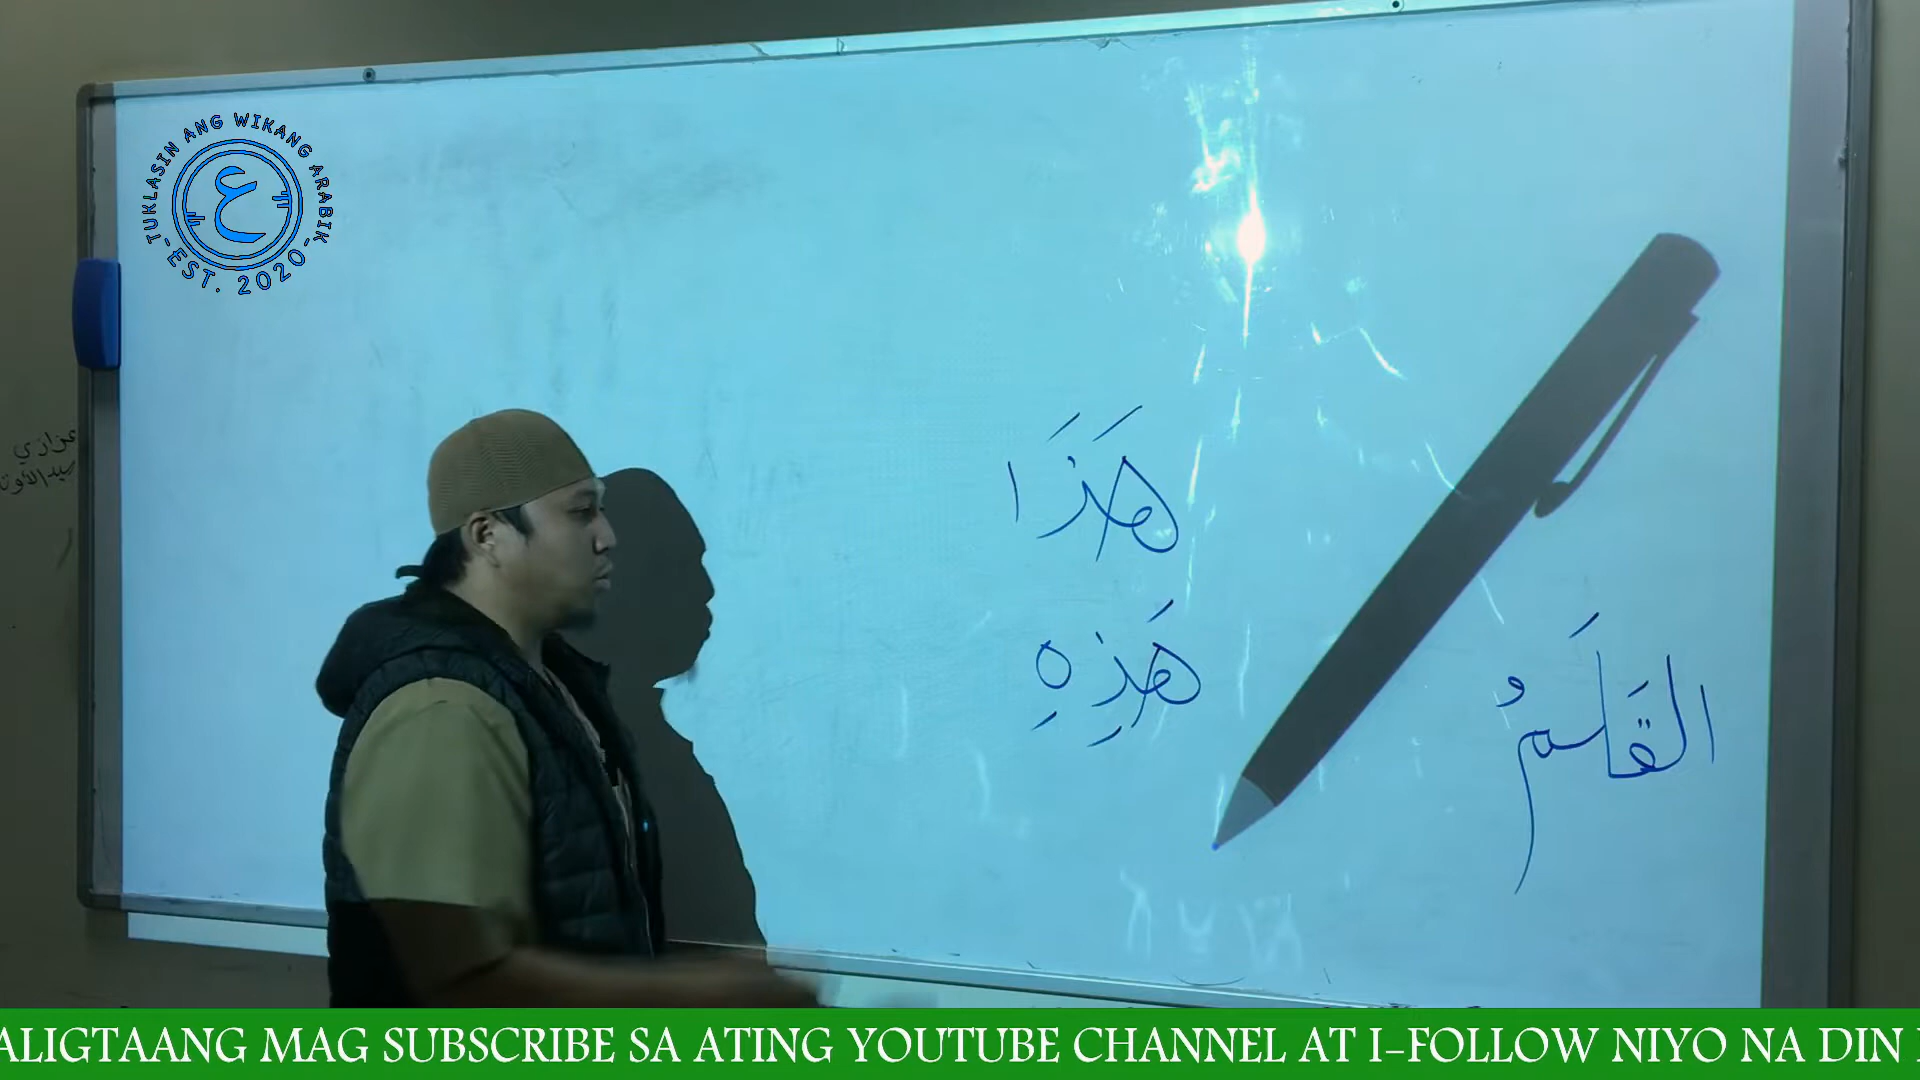 TUKLASIN ANG WIKANG ARABIK
-EST. 2020-
هَذَا
هَذِهِ
القَلَمُ
ALIGTAANG MAG SUBSCRIBE SA ATING YOUTUBE CHANNEL AT I-FOLLOW NIYO NA DIN